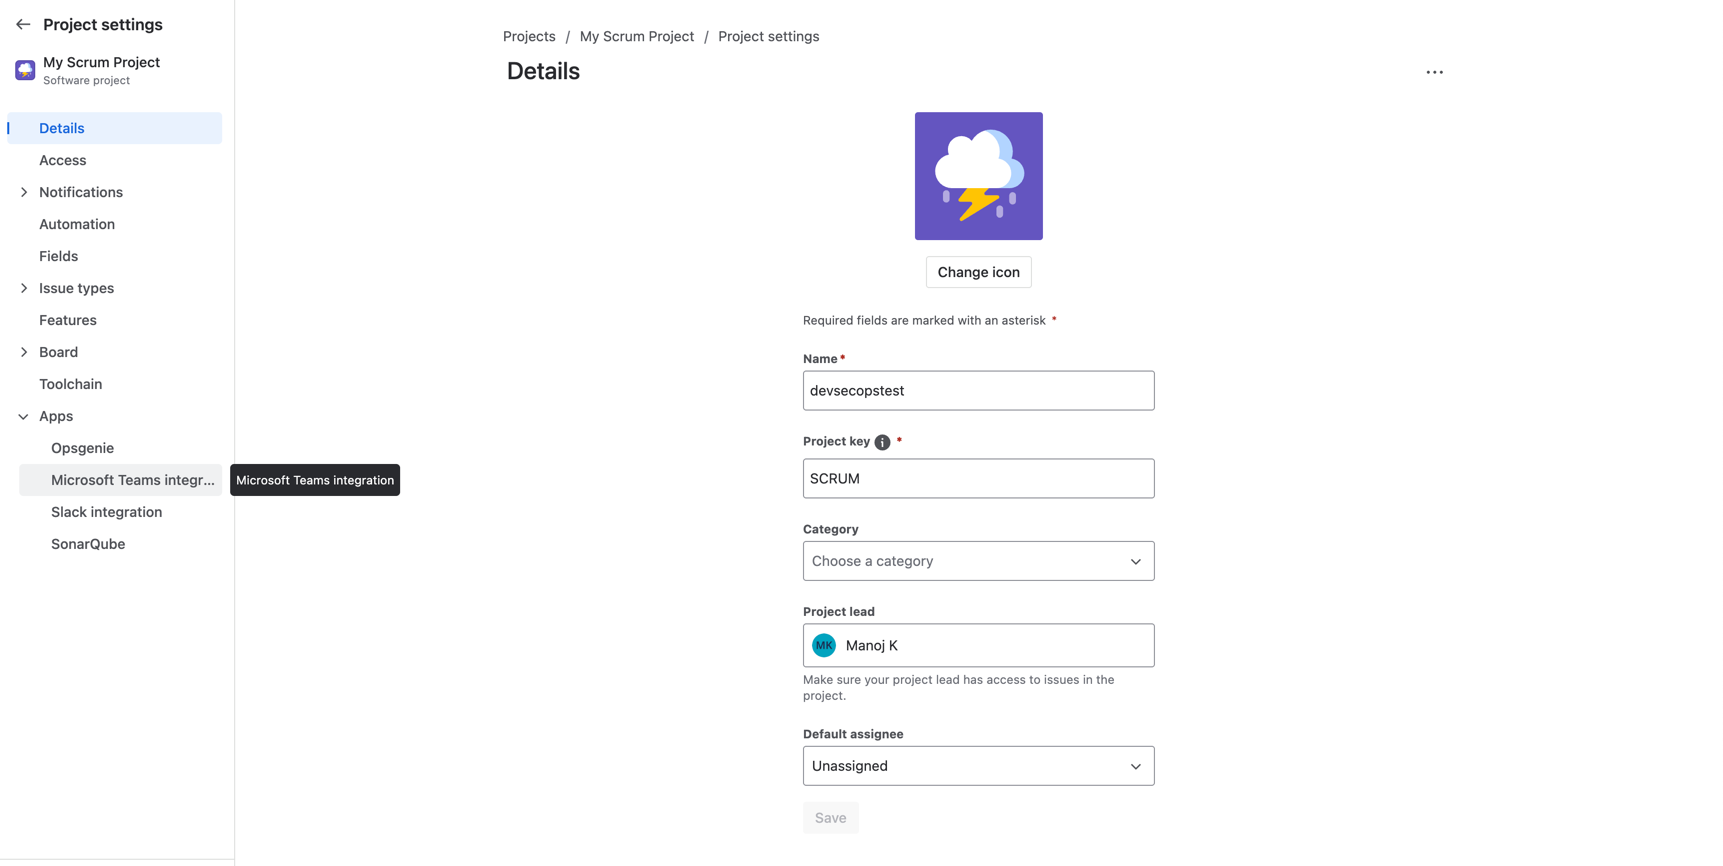 Project settings
My Scrum Project
Software project
Details
Access
Notifications
Automation
Fields
Issue types
Features
Board
Toolchain
Apps
Opsgenie
Microsoft Teams integr...
Slack integration
SonarQube
Microsoft Teams integration
Projects / My Scrum Project / Project settings
Details
Change icon
Required fields are marked with an asterisk *
Name *
devsecopstest
Project key i *
SCRUM
Category
Choose a category
Project lead
MK Manoj K
Make sure your project lead has access to issues in the
project.
Default assignee
Unassigned
Save